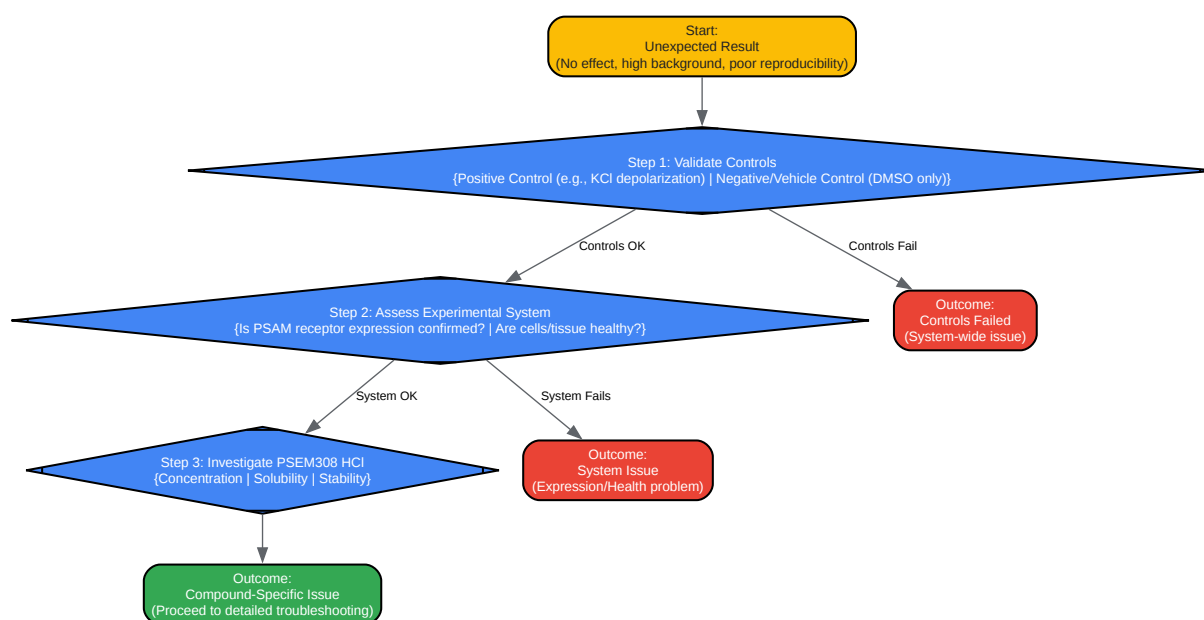 Start:
Unexpected Result
(No effect, high background, poor reproducibility)
Step 1: Validate Controls
{Positive Control (e.g., KCl depolarization) | Negative/Vehicle Control (DMSO only)}
Controls OK
Controls Fail
Step 2: Assess Experimental System
{Is PSAM receptor expression confirmed? | Are cells/tissue healthy?}
Outcome:
Controls Failed
(System-wide issue)
System OK
System Fails
Step 3: Investigate PSEM308 HCl
{Concentration | Solubility | Stability}
Outcome:
System Issue
(Expression/Health problem)
Outcome:
Compound-Specific Issue
(Proceed to detailed troubleshooting)